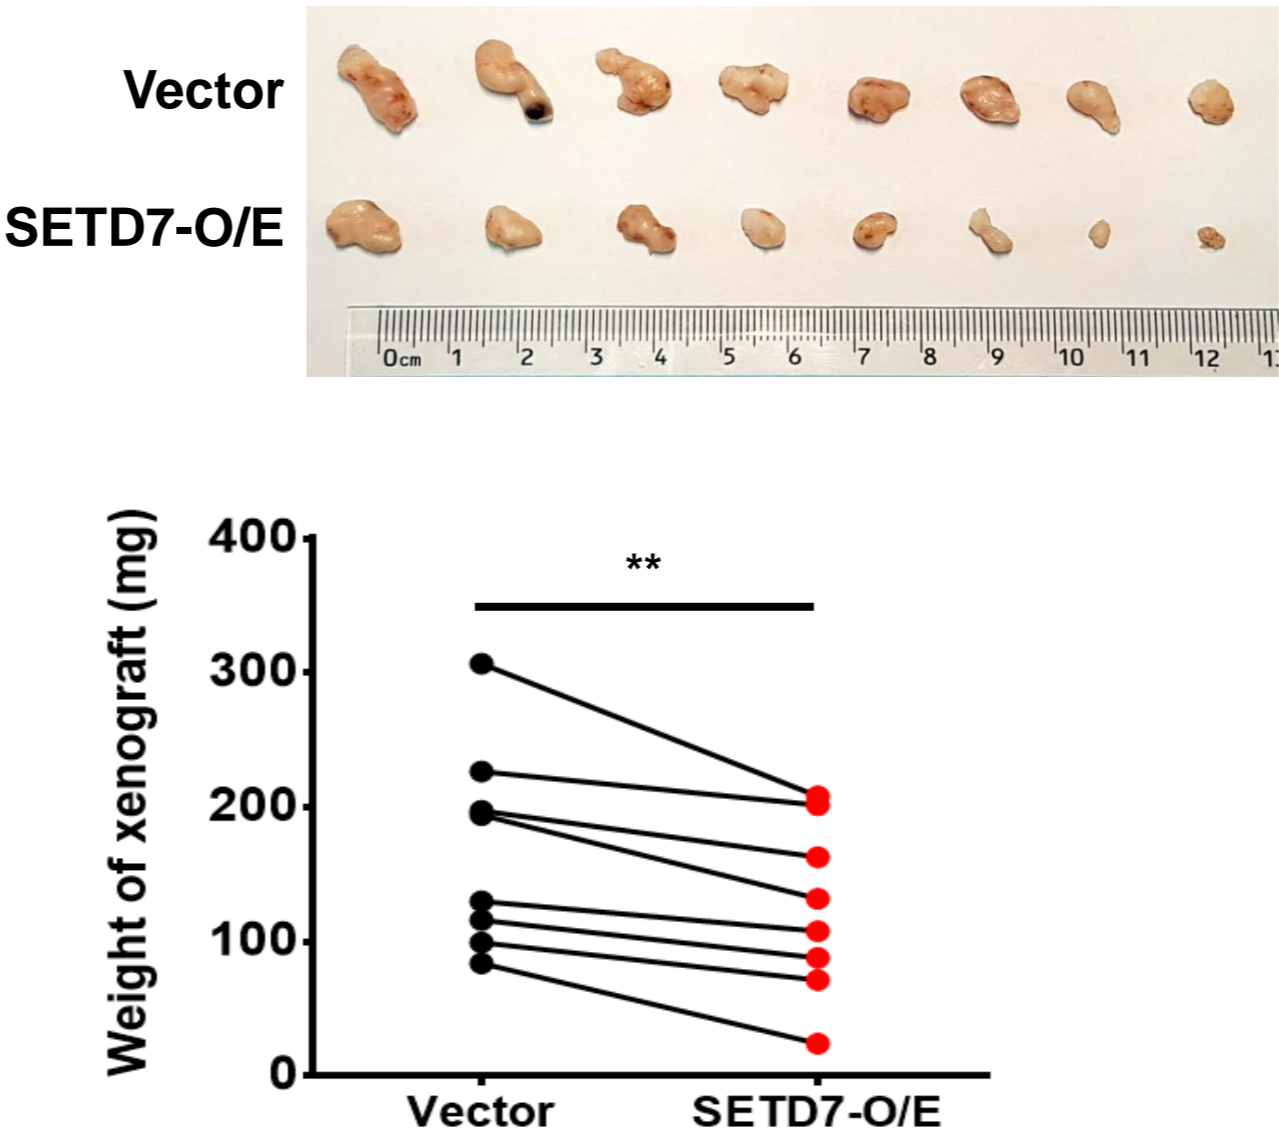 Vector
SETD7-O/E
0cm 1 2 3 4 5 6 7 8 9 10 11 12
Weight of xenograft (mg)
400
300
200
100
0
**
Vector SETD7-O/E